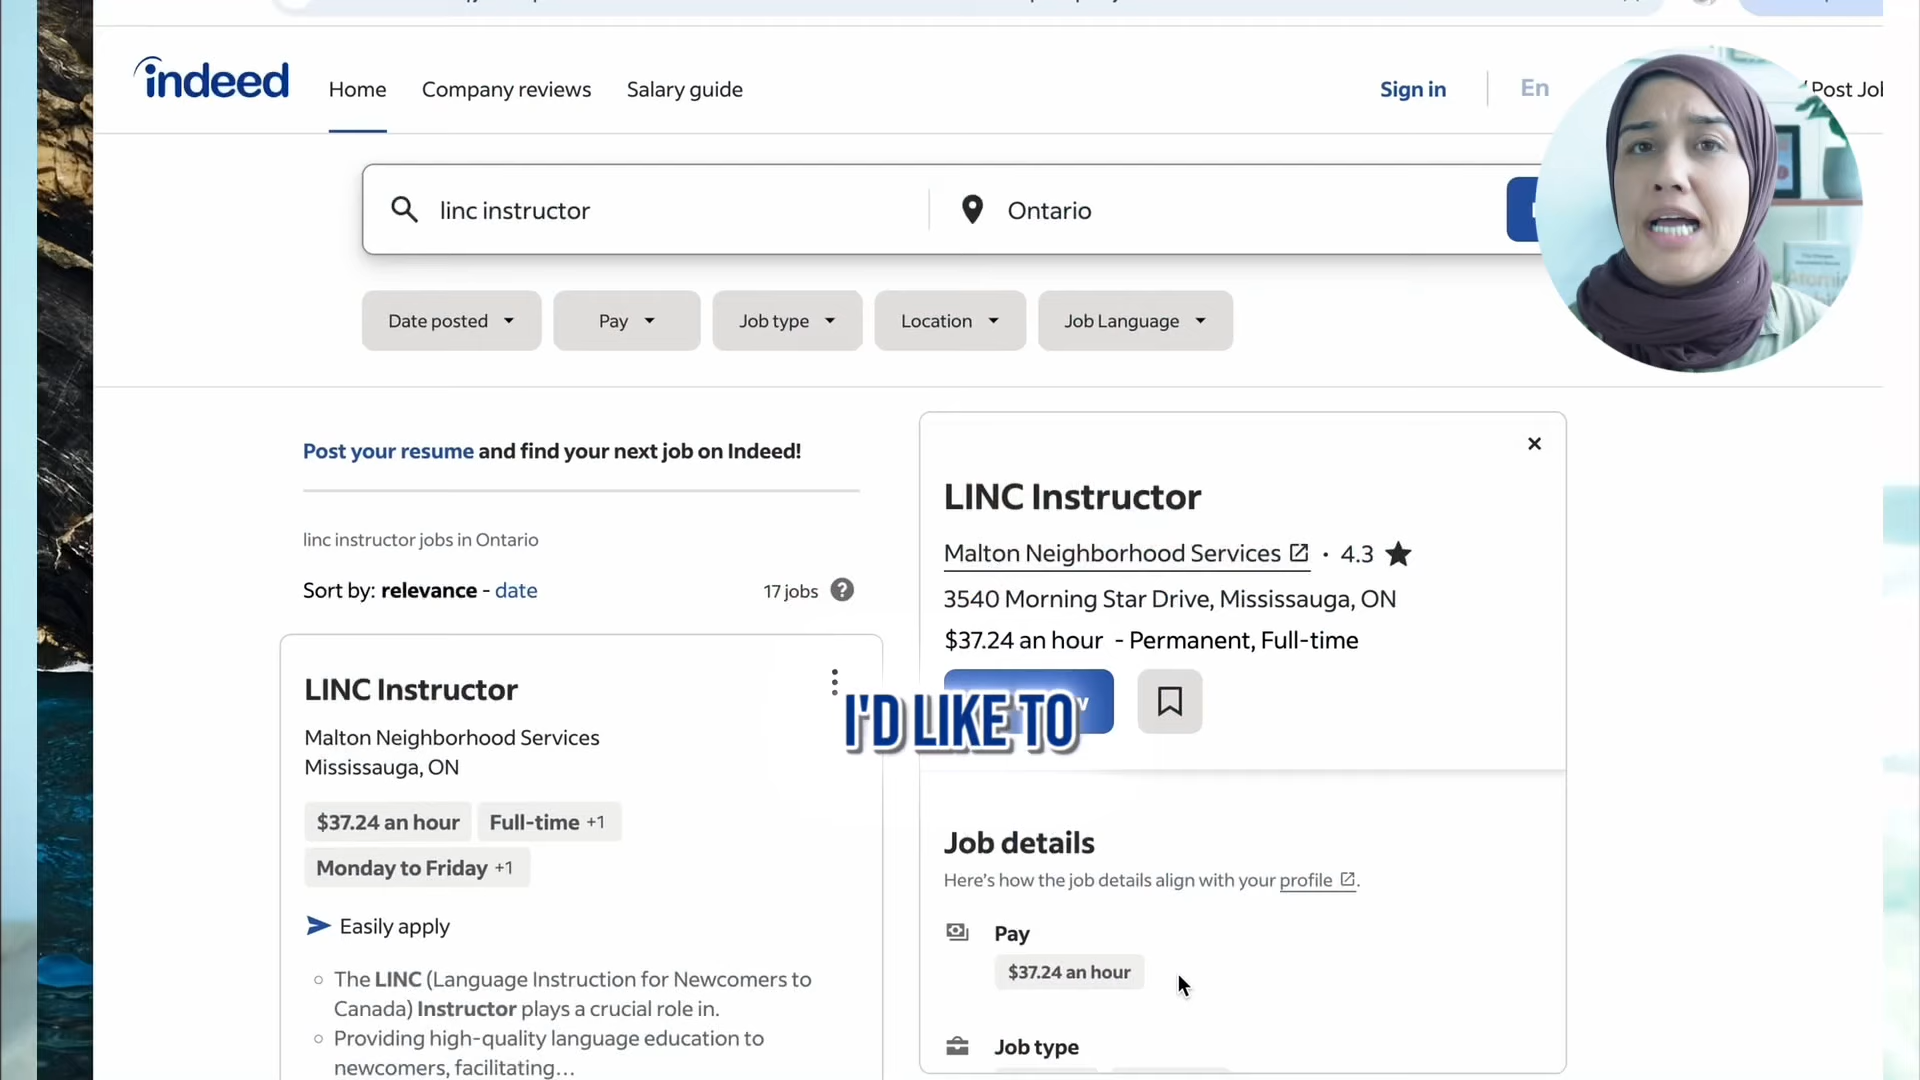 indeed
Home Company reviews Salary guide
Sign in En Post Jo
linc instructor Ontario
Date posted Pay Job type Location Job Language
Post your resume and find your next job on Indeed!
linc instructor jobs in Ontario
Sort by: relevance - date 17 jobs ?
LINC Instructor
Malton Neighborhood Services
Mississauga, ON
$37.24 an hour Full-time +1
Monday to Friday +1
Easily apply
The LINC (Language Instruction for Newcomers to
Canada) Instructor plays a crucial role in.
Providing high-quality language education to
newcomers, facilitating...
LINC Instructor
Malton Neighborhood Services · 4.3
3540 Morning Star Drive, Mississauga, ON
$37.24 an hour - Permanent, Full-time
I'D LIKE TO
Job details
Here's how the job details align with your profile.
Pay
$37.24 an hour
Job type
Atomic